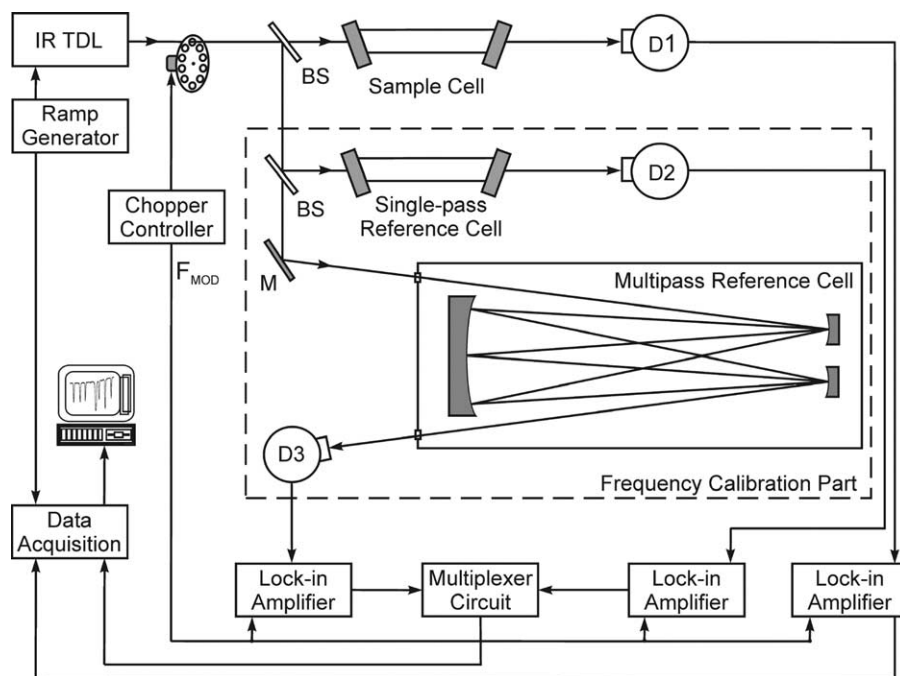 IR TDL
BS
D1
Sample Cell
Ramp
Generator
Chopper
Controller
BS
D2
Single-pass
Reference Cell
F_MOD
M
Multipass Reference Cell
D3
Frequency Calibration Part
Data
Acquisition
Lock-in
Amplifier
Multiplexer
Circuit
Lock-in
Amplifier
Lock-in
Amplifier